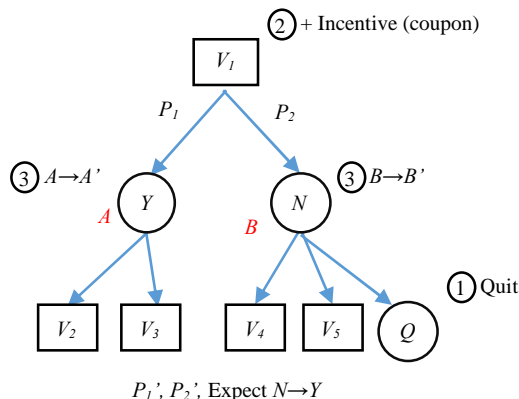 ② + Incentive (coupon)
V₁
P₁ P₂
③ A→A’ ③ B→B’
Y N
A B
① Quit
V₂ V₃ V₄ V₅ Q
P₁’, P₂’, Expect N→Y